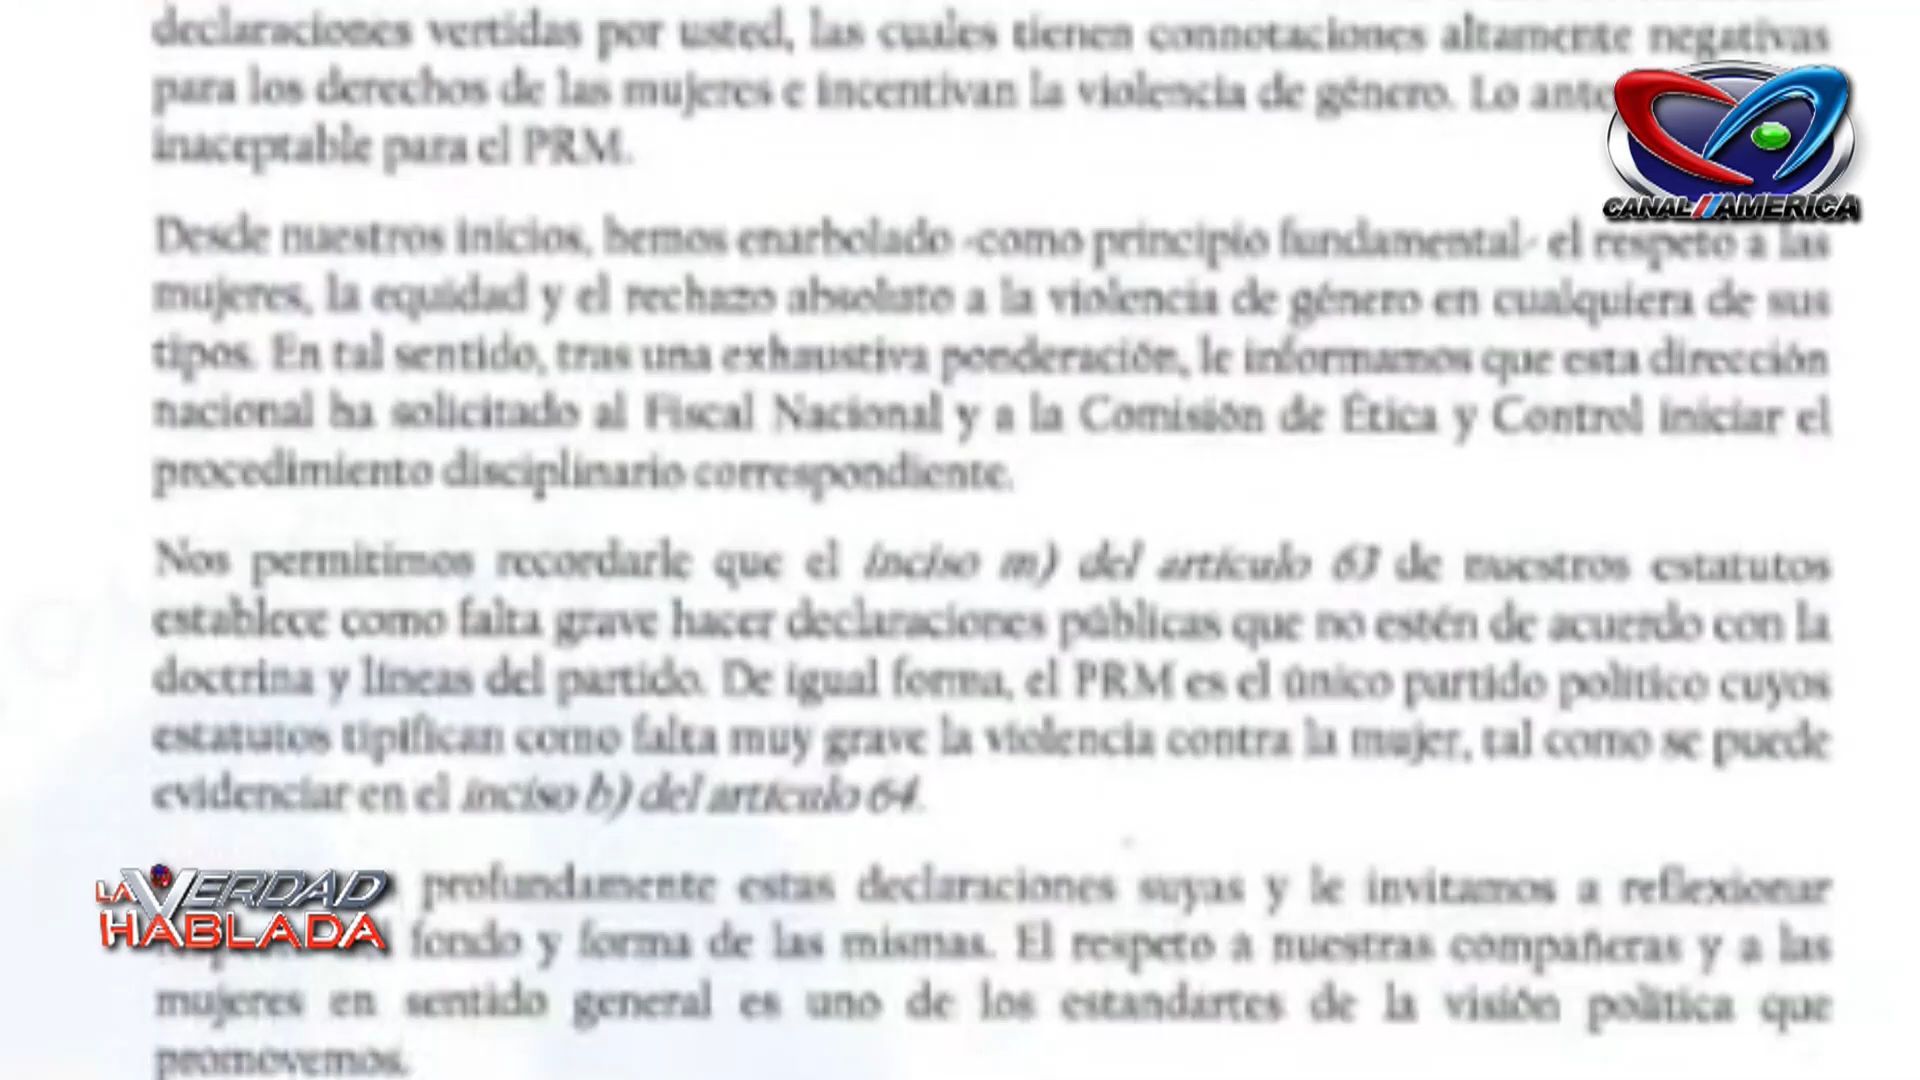 declaraciones vertidas por usted, las cuales tienen connotaciones altamente negativas
para los derechos de las mujeres e incentivan la violencia de género. Lo
inaceptable para el PRM.
CANAL AMERICA
Desde nuestros inicios, hemos enarbolado -como principio fundamental- el respeto a las
mujeres, la equidad y el rechazo absoluto a la violencia de género en cualquiera de sus
tipos. En tal sentido, tras una exhaustiva ponderación, le informamos que esta dirección
nacional ha solicitado al Fiscal Nacional y a la Comisión de Ética y Control iniciar el
procedimiento disciplinario correspondiente.
Nos permitimos recordarle que el inciso m) del artículo 63 de nuestros estatutos
establece como falta grave hacer declaraciones públicas que no estén de acuerdo con la
doctrina y líneas del partido. De igual forma, el PRM es el único partido político cuyos
estatutos tipifican como falta muy grave la violencia contra la mujer, tal como se puede
evidenciar en el inciso b) del artículo 64.
LA VERDAD
HABLADA
profundamente estas declaraciones suyas y le invitamos a reflexionar
fondo y forma de las mismas. El respeto a nuestras compañeras y a las
mujeres en sentido general es uno de los estandartes de la visión política que
promovemos.